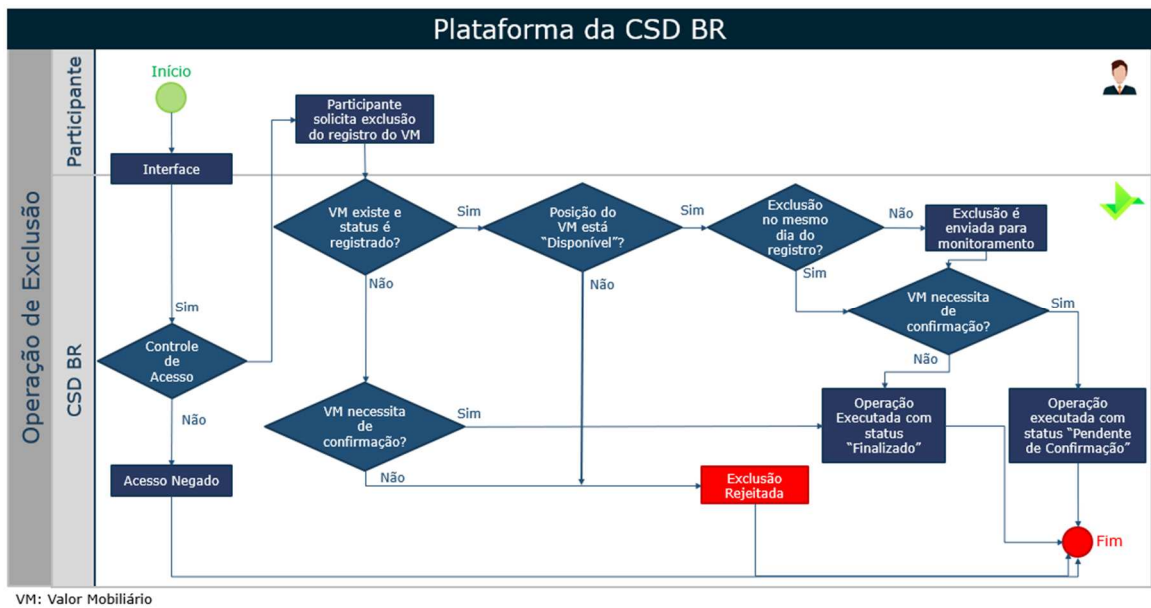 Plataforma da CSD BR
Operação de Exclusão
Participante
CSD BR
Início
Interface
Participante
solicita exclusão
do registro do VM
VM existe e
status é
registrado?
Sim
Posição do
VM está
“Disponível”?
Sim
Exclusão
no mesmo
dia do
registro?
Não
Exclusão é
enviada para
monitoramento
Não
Não
Sim
VM necessita
de
confirmação?
Sim
Sim
Controle
de
Acesso
Não
VM necessita
de
confirmação?
Sim
Não
Operação
Executada com
status
“Finalizado”
Operação
executada com
status “Pendente
de Confirmação”
Acesso Negado
Não
Exclusão
Rejeitada
Fim
VM: Valor Mobiliário